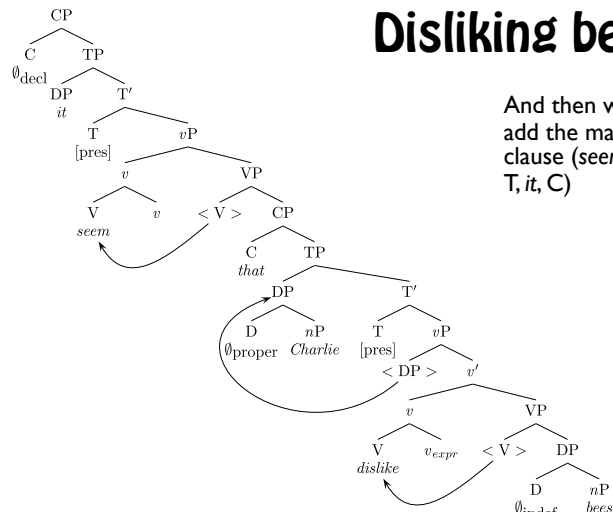 Disliking be
And then w
add the ma
clause (seer
T, it, C)
CP
C TP
∅decl
DP T′
it
T vP
[pres]
v VP
V v < V > CP
seem
C TP
that
DP T′
D nP T vP
∅proper Charlie [pres]
< DP > v′
v VP
V vexpr < V > DP
dislike
D nP
∅indef bees